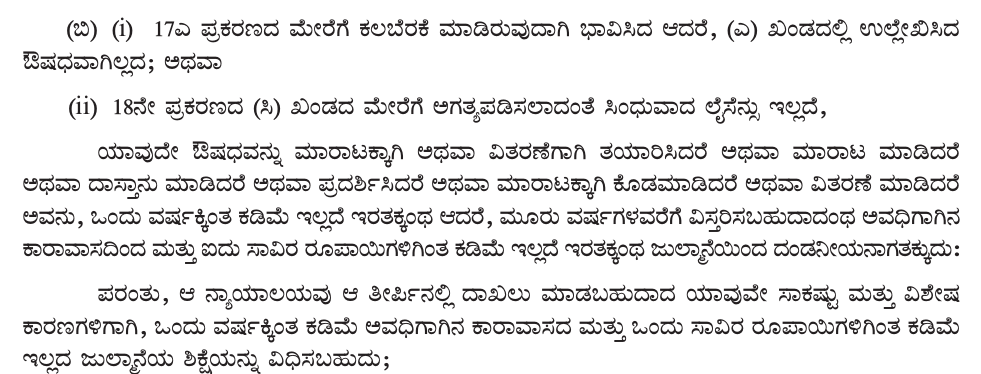 (ಬಿ) (i) 17ಎ ಪ್ರಕರಣದ ಮೇರೆಗೆ ಕಲಬೆರಕೆ ಮಾಡಿರುವುದಾಗಿ ಭಾವಿಸಿದ ಆದರೆ, (ಎ) ಖಂಡದಲ್ಲಿ ಉಲ್ಲೇಖಿಸಿದ
ಔಷಧವಾಗಿಲ್ಲದ; ಅಥವಾ
(ii) 18ನೇ ಪ್ರಕರಣದ (ಸಿ) ಖಂಡದ ಮೇರೆಗೆ ಅಗತ್ಯಪಡಿಸಲಾದಂತೆ ಸಿಂಧುವಾದ ಲೈಸೆನ್ಸು ಇಲ್ಲದೆ,
ಯಾವುದೇ ಔಷಧವನ್ನು ಮಾರಾಟಕ್ಕಾಗಿ ಅಥವಾ ವಿತರಣೆಗಾಗಿ ತಯಾರಿಸಿದರೆ ಅಥವಾ ಮಾರಾಟ ಮಾಡಿದರೆ
ಅಥವಾ ದಾಸ್ತಾನು ಮಾಡಿದರೆ ಅಥವಾ ಪ್ರದರ್ಶಿಸಿದರೆ ಅಥವಾ ಮಾರಾಟಕ್ಕಾಗಿ ಕೊಡಮಾಡಿದರೆ ಅಥವಾ ವಿತರಣೆ ಮಾಡಿದರೆ
ಅವನು, ಒಂದು ವರ್ಷಕ್ಕಿಂತ ಕಡಿಮೆ ಇಲ್ಲದೆ ಇರತಕ್ಕಂಥ ಆದರೆ, ಮೂರು ವರ್ಷಗಳವರೆಗೆ ವಿಸ್ತರಿಸಬಹುದಾದಂಥ ಅವಧಿಗಾಗಿನ
ಕಾರಾವಾಸದಿಂದ ಮತ್ತು ಐದು ಸಾವಿರ ರೂಪಾಯಿಗಳಿಗಿಂತ ಕಡಿಮೆ ಇಲ್ಲದೆ ಇರತಕ್ಕಂಥ ಜುಲ್ಮಾನೆಯಿಂದ ದಂಡನೀಯನಾಗತಕ್ಕುದು:
ಪರಂತು, ಆ ನ್ಯಾಯಾಲಯವು ಆ ತೀರ್ಪಿನಲ್ಲಿ ದಾಖಲು ಮಾಡಬಹುದಾದ ಯಾವುವೇ ಸಾಕಷ್ಟು ಮತ್ತು ವಿಶೇಷ
ಕಾರಣಗಳಿಗಾಗಿ, ಒಂದು ವರ್ಷಕ್ಕಿಂತ ಕಡಿಮೆ ಅವಧಿಗಾಗಿನ ಕಾರಾವಾಸದ ಮತ್ತು ಒಂದು ಸಾವಿರ ರೂಪಾಯಿಗಳಿಗಿಂತ ಕಡಿಮೆ
ಇಲ್ಲದ ಜುಲ್ಮಾನೆಯ ಶಿಕ್ಷೆಯನ್ನು ವಿಧಿಸಬಹುದು;